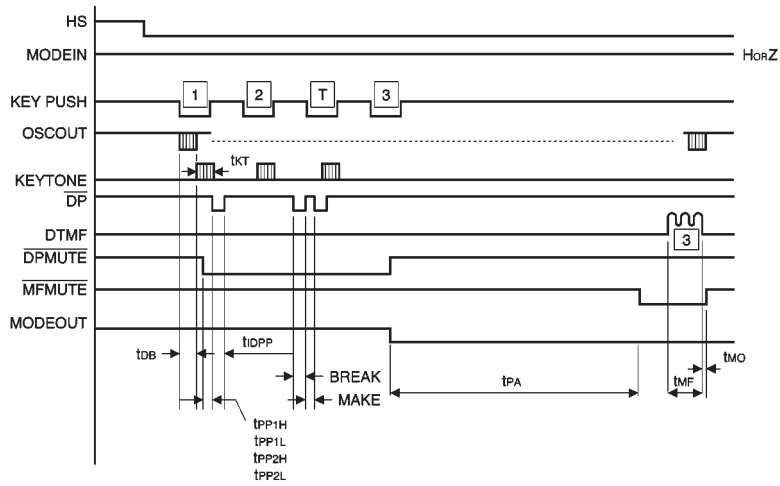 HS
MODEIN
HORZ
KEY PUSH
1
2
T
3
OSCOUT
tKT
KEYTONE
DP
DTMF
3
DPMUTE
MFMUTE
MODEOUT
tDB
tIDPP
BREAK
MAKE
tPA
tMF
tMO
tPP1H
tPP1L
tPP2H
tPP2L